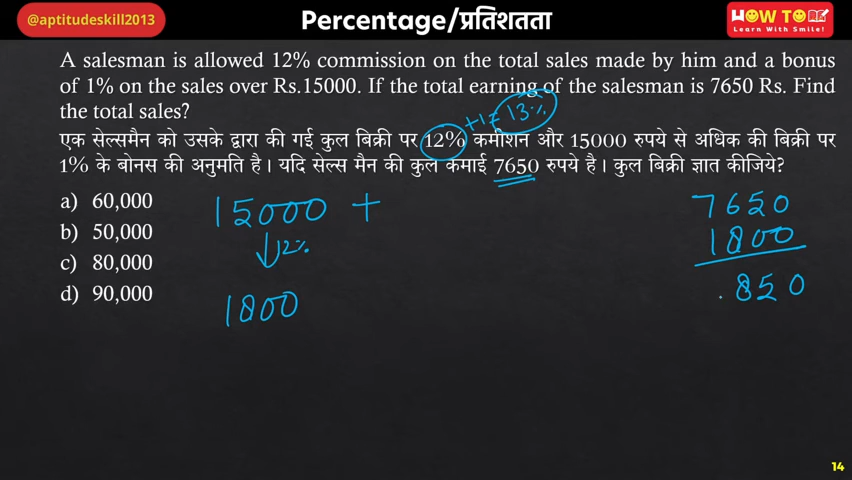 @aptitudeskill2013
Percentage/प्रतिशतता
HOW TO
Learn With Smile!
A salesman is allowed 12% commission on the total sales made by him and a bonus
of 1% on the sales over Rs.15000. If the total earning of the salesman is 7650 Rs. Find
the total sales?
+1 = 13%
एक सेल्समैन को उसके द्वारा की गई कुल बिक्री पर 12% कमीशन और 15000 रुपये से अधिक की बिक्री पर
1% के बोनस की अनुमति है। यदि सेल्स मैन की कुल कमाई 7650 रुपये है। कुल बिक्री ज्ञात कीजिये?
a) 60,000
b) 50,000
c) 80,000
d) 90,000
15000 +
12%
1800
7650
1800
.850
14